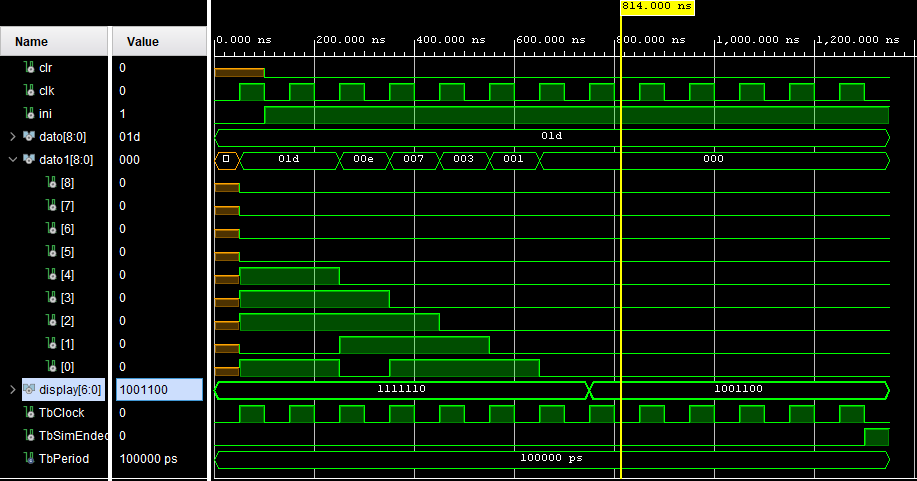 814.000 ns
Name Value
0.000 ns 200.000 ns 400.000 ns 600.000 ns 800.000 ns 1,000.000 ns 1,200.000 ns
clr 0
clk 0
ini 1
dato[8:0] 01d 01d
dato1[8:0] 000 01d 00e 007 003 001 000
[8] 0
[7] 0
[6] 0
[5] 0
[4] 0
[3] 0
[2] 0
[1] 0
[0] 0
display[6:0] 1001100 1111110 1001100
TbClock 0
TbSimEnded 0
TbPeriod 100000 ps 100000 ps